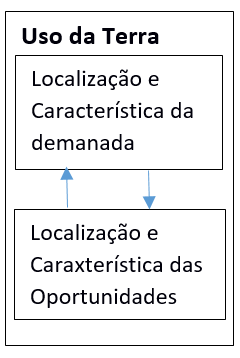 Uso da Terra
Localização e
Característica da
demanada
Localização e
Caraxterística das
Oportunidades